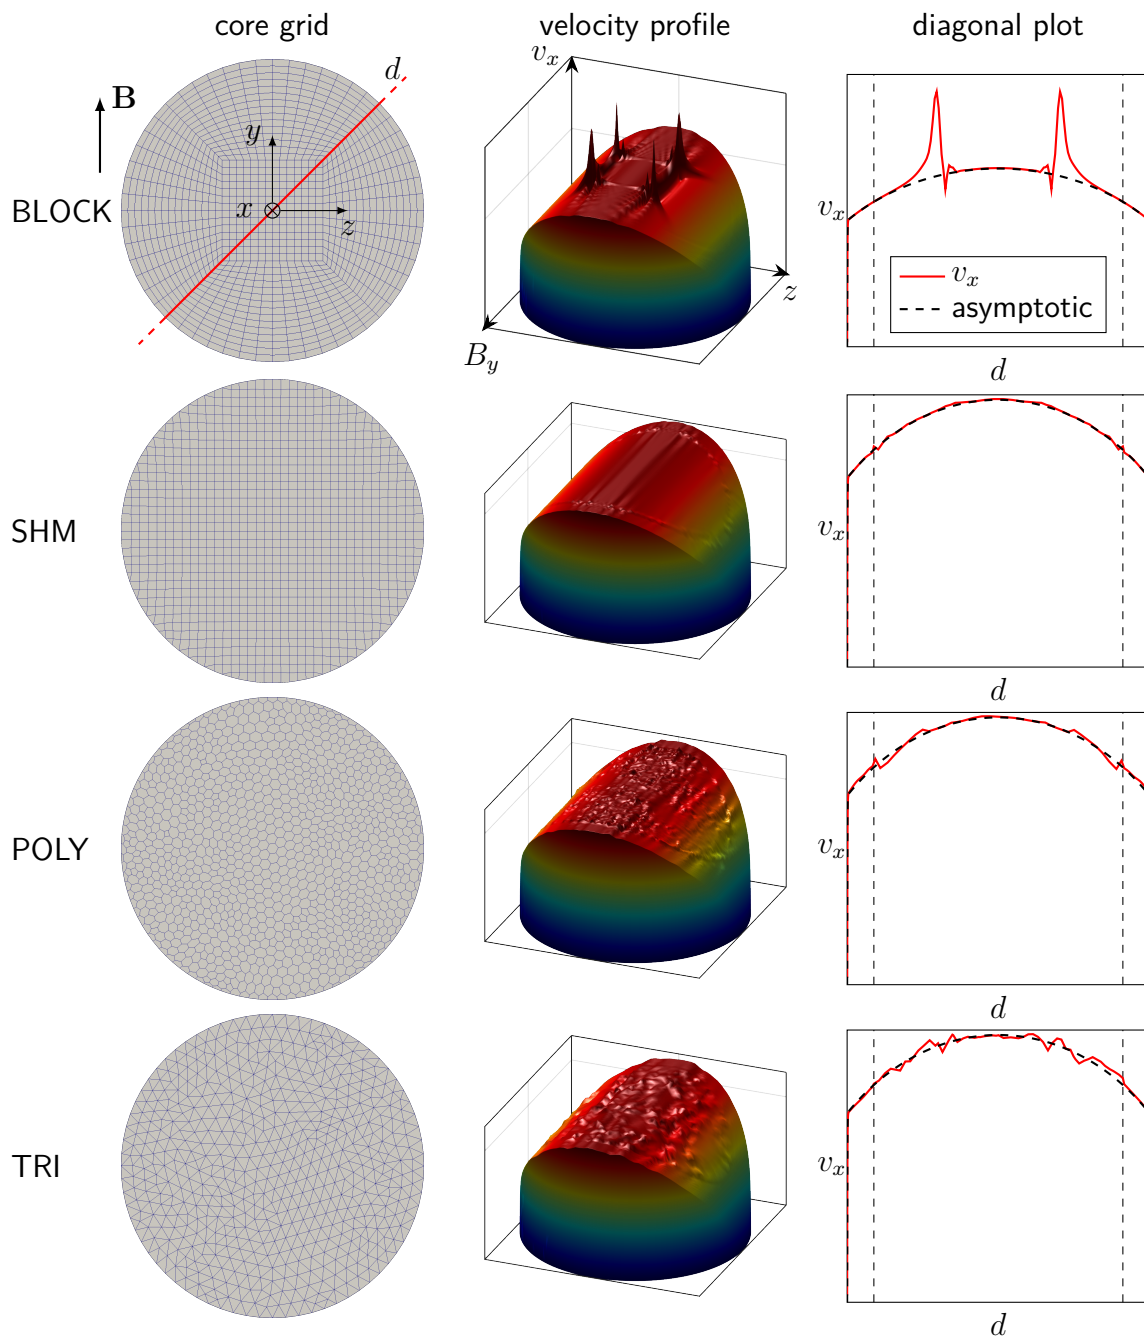 core grid
velocity profile
diagonal plot
BLOCK
B
d
y
x
z
v_x
B_y
z
v_x
v_x
asymptotic
d
SHM
v_x
d
POLY
v_x
d
TRI
v_x
d